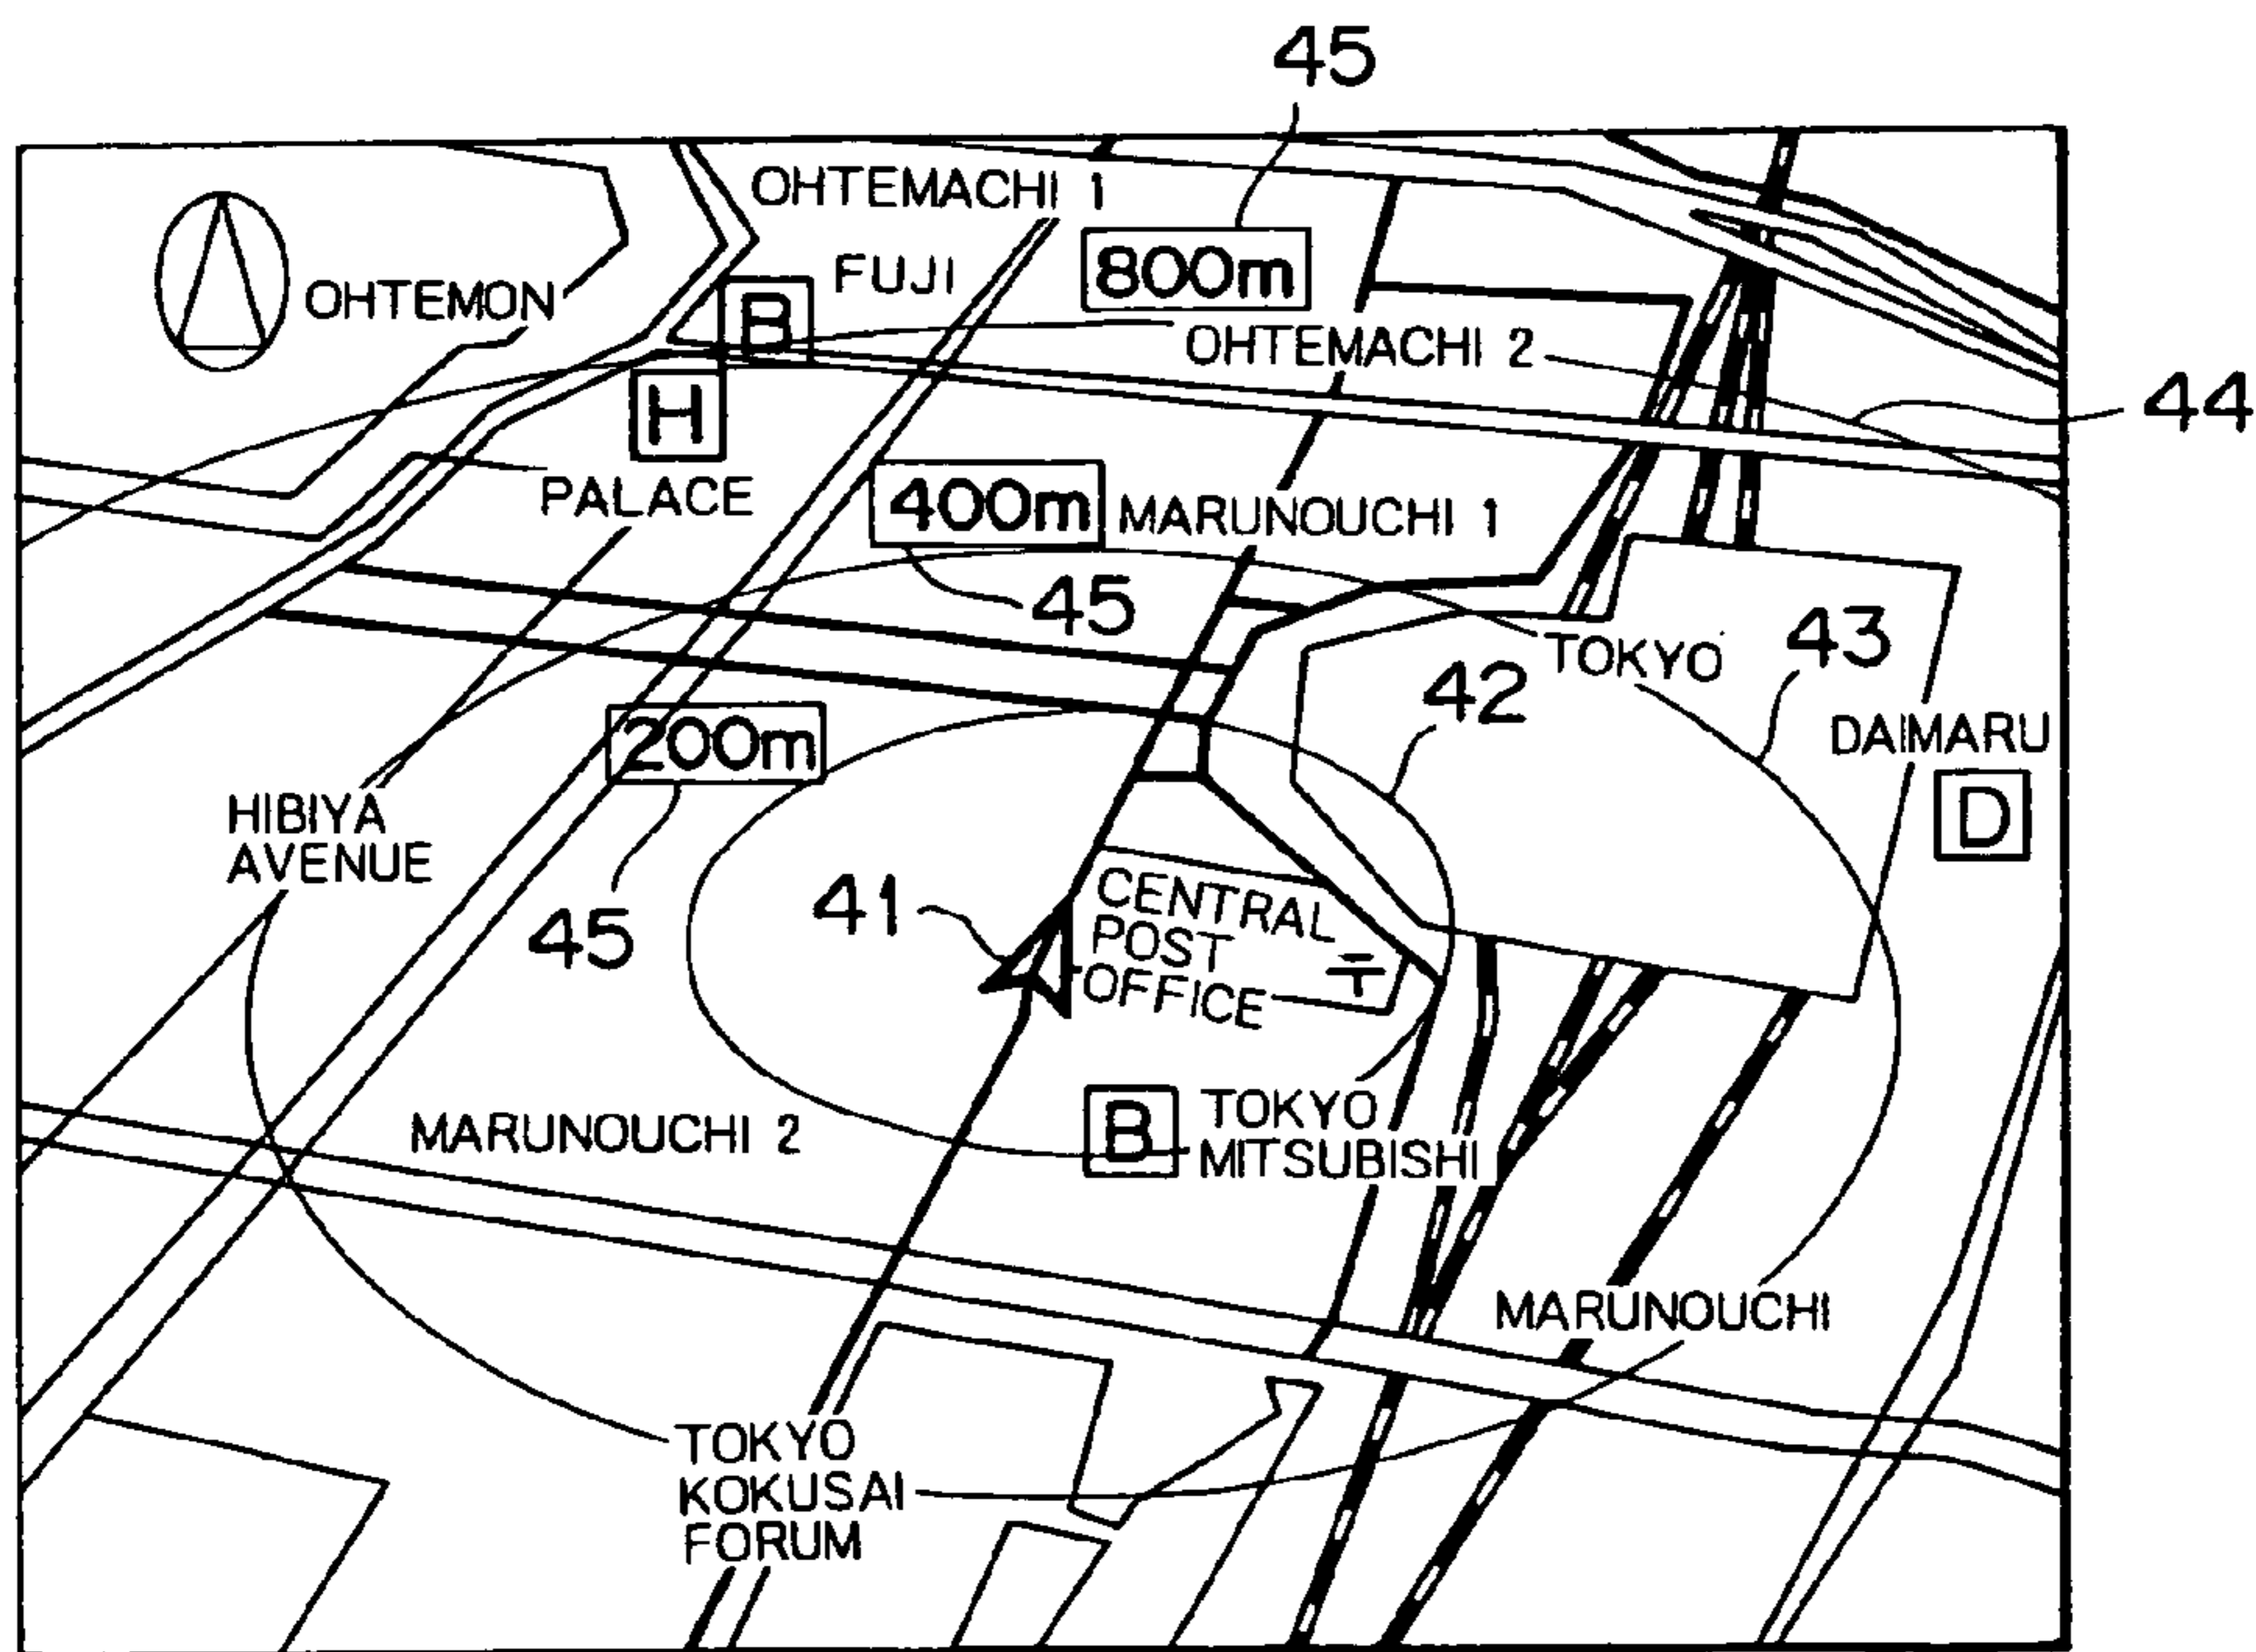 45
OHTEMACHI 1
FUJI
800m
OHTEMON
B
OHTEMACHI 2
44
H
PALACE
400m
MARUNOUCHI 1
45
TOKYO
43
42
200m
DAIMARU
D
HIBIYA
AVENUE
45
41
CENTRAL
POST
OFFICE
〒
B
TOKYO
MITSUBISHI
MARUNOUCHI 2
MARUNOUCHI
TOKYO
KOKUSAI
FORUM